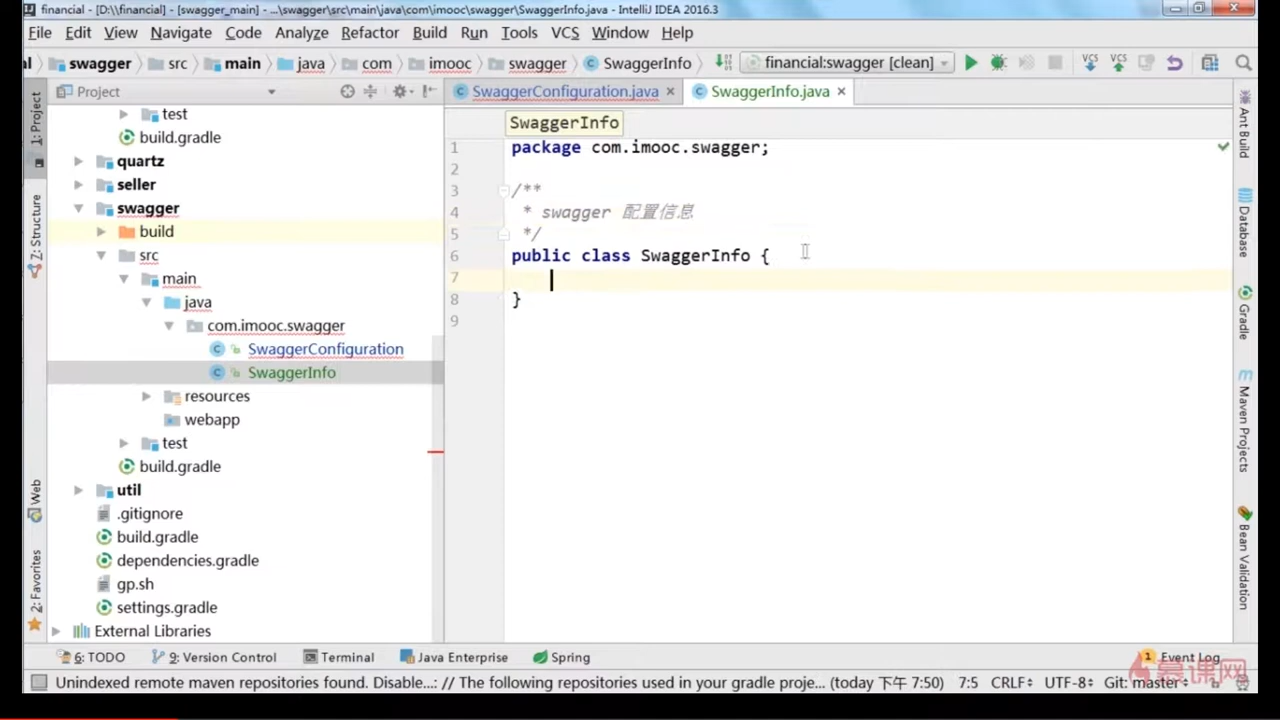 financial - [D:\\financial] - [swagger_main] - ...\swagger\src\main\java\com\imooc\swagger\SwaggerInfo.java - IntelliJ IDEA 2016.3
File Edit View Navigate Code Analyze Refactor Build Run Tools VCS Window Help
swagger src main java com imooc swagger SwaggerInfo financial:swagger [clean] VCS VCS
1: Project
Z: Structure
Web
2: Favorites
Project
test
build.gradle
quartz
seller
swagger
build
src
main
java
com.imooc.swagger
SwaggerConfiguration
SwaggerInfo
resources
webapp
test
build.gradle
util
.gitignore
build.gradle
dependencies.gradle
gp.sh
settings.gradle
External Libraries
SwaggerConfiguration.java × SwaggerInfo.java ×
SwaggerInfo
1 package com.imooc.swagger;
2
3 /**
4 * swagger 配置信息
5 */
6 public class SwaggerInfo {
7
8 }
9
Ant Build
Database
Gradle
Maven Projects
Bean Validation
6: TODO 9: Version Control Terminal Java Enterprise Spring 1 Event Log
慕课网
Unindexed remote maven repositories found. Disable...: // The following repositories used in your gradle proje... (today 下午 7:50) 7:5 CRLF÷ UTF-8÷ Git: master÷